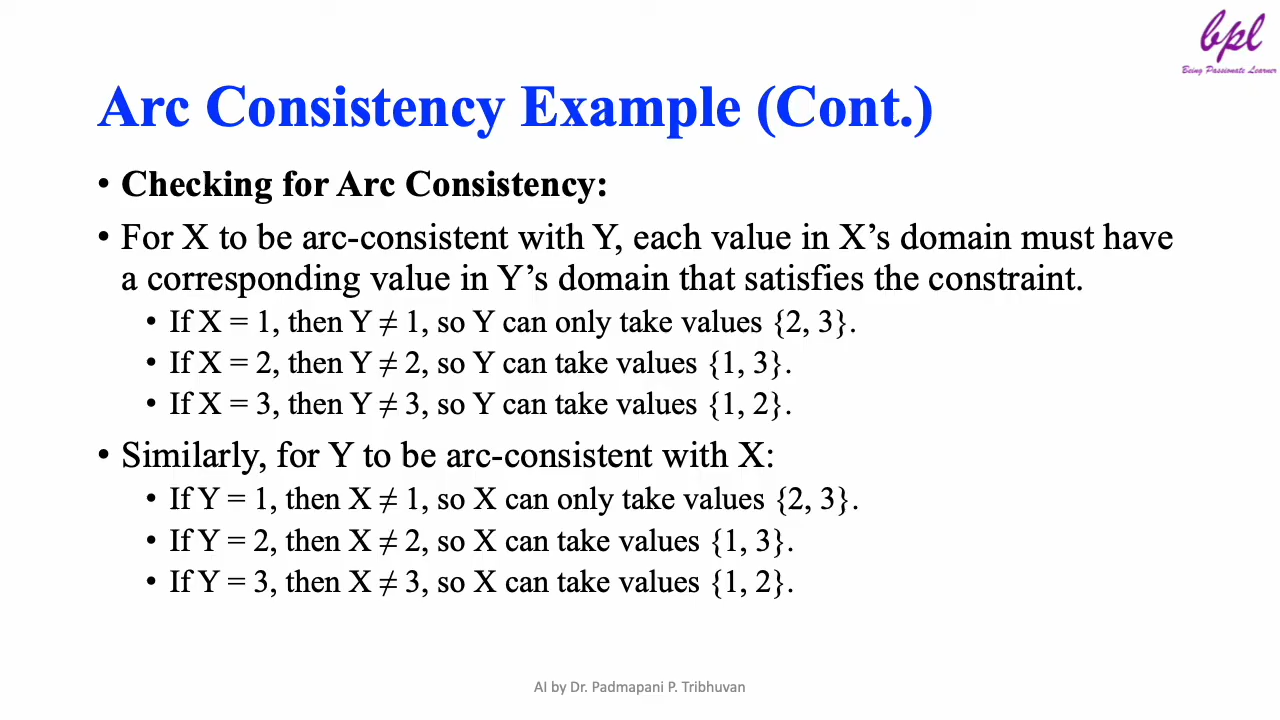 bpl
Being Passionate Learner
Arc Consistency Example (Cont.)
• Checking for Arc Consistency:
• For X to be arc-consistent with Y, each value in X’s domain must have
a corresponding value in Y’s domain that satisfies the constraint.
• If X = 1, then Y ≠ 1, so Y can only take values {2, 3}.
• If X = 2, then Y ≠ 2, so Y can take values {1, 3}.
• If X = 3, then Y ≠ 3, so Y can take values {1, 2}.
• Similarly, for Y to be arc-consistent with X:
• If Y = 1, then X ≠ 1, so X can only take values {2, 3}.
• If Y = 2, then X ≠ 2, so X can take values {1, 3}.
• If Y = 3, then X ≠ 3, so X can take values {1, 2}.
AI by Dr. Padmapani P. Tribhuvan